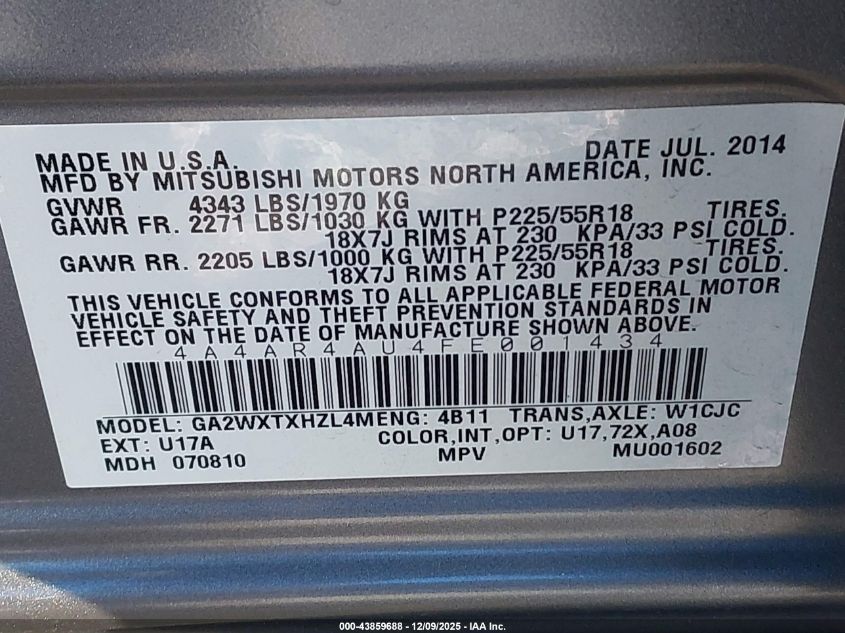 MADE IN U.S.A. DATE JUL. 2014
MFD BY MITSUBISHI MOTORS NORTH AMERICA, INC.
GVWR 4343 LBS/1970 KG
GAWR FR. 2271 LBS/1030 KG WITH P225/55R18 TIRES.
18X7J RIMS AT 230 KPA/33 PSI COLD.
GAWR RR. 2205 LBS/1000 KG WITH P225/55R18 TIRES.
18X7J RIMS AT 230 KPA/33 PSI COLD.
THIS VEHICLE CONFORMS TO ALL APPLICABLE FEDERAL MOTOR
VEHICLE SAFETY AND THEFT PREVENTION STANDARDS IN
EFFECT ON THE DATE OF MANUFACTURE SHOWN ABOVE.
4A4AR4AU4FE001434
MODEL: GA2WXTXHZL4MENG: 4B11 TRANS,AXLE: W1CJC
EXT: U17A COLOR,INT,OPT: U17,72X,A08
MDH 070810 MPV MU001602
000-43859688 - 12/09/2025 - IAA Inc.